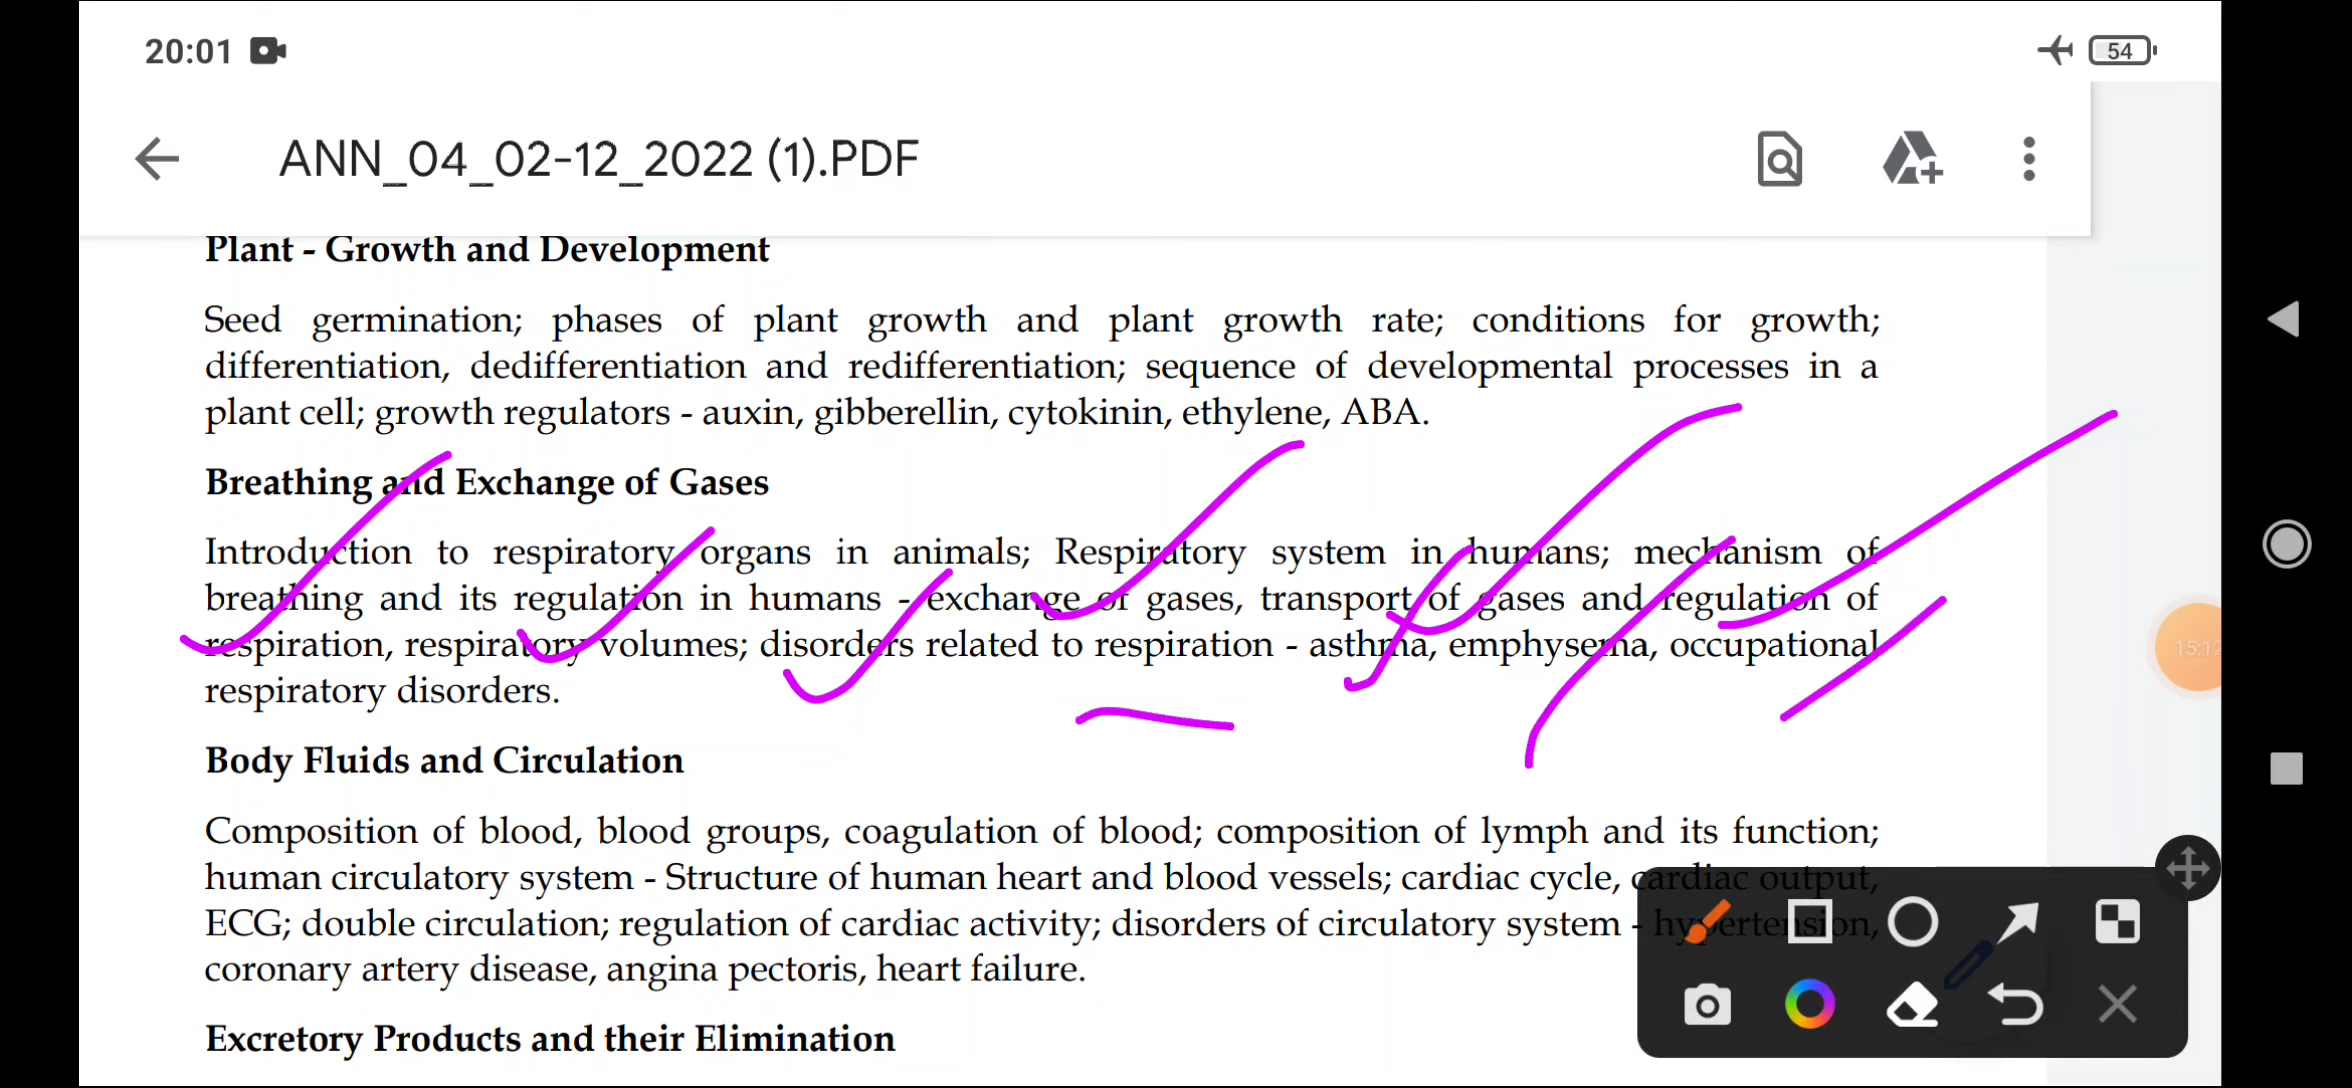 20:01
54
ANN_04_02-12_2022 (1).PDF
Plant - Growth and Development
Seed germination; phases of plant growth and plant growth rate; conditions for growth;
differentiation, dedifferentiation and redifferentiation; sequence of developmental processes in a
plant cell; growth regulators - auxin, gibberellin, cytokinin, ethylene, ABA.
Breathing and Exchange of Gases
Introduction to respiratory organs in animals; Respiratory system in humans; mechanism of
breathing and its regulation in humans - exchange of gases, transport of gases and regulation of
respiration, respiratory volumes; disorders related to respiration - asthma, emphysema, occupational
respiratory disorders.
15:12
Body Fluids and Circulation
Composition of blood, blood groups, coagulation of blood; composition of lymph and its function;
human circulatory system - Structure of human heart and blood vessels; cardiac cycle, cardiac output,
ECG; double circulation; regulation of cardiac activity; disorders of circulatory system - hypertension,
coronary artery disease, angina pectoris, heart failure.
Excretory Products and their Elimination